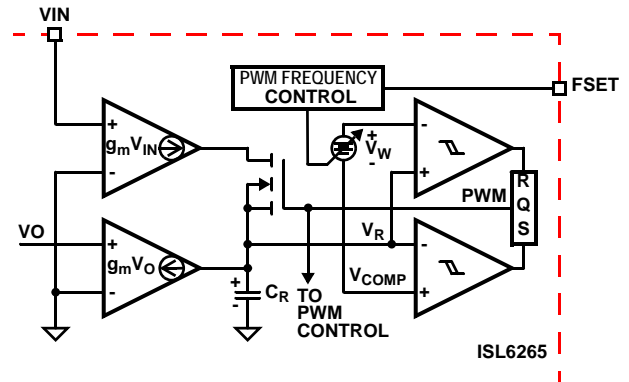 VIN
PWM FREQUENCY
CONTROL
FSET
+
gmVIN
-
+
VW
-
-
+
R
Q
S
PWM
VO
+
gmVO
-
VR
-
VCOMP
+
+
-
CR
TO
PWM
CONTROL
ISL6265